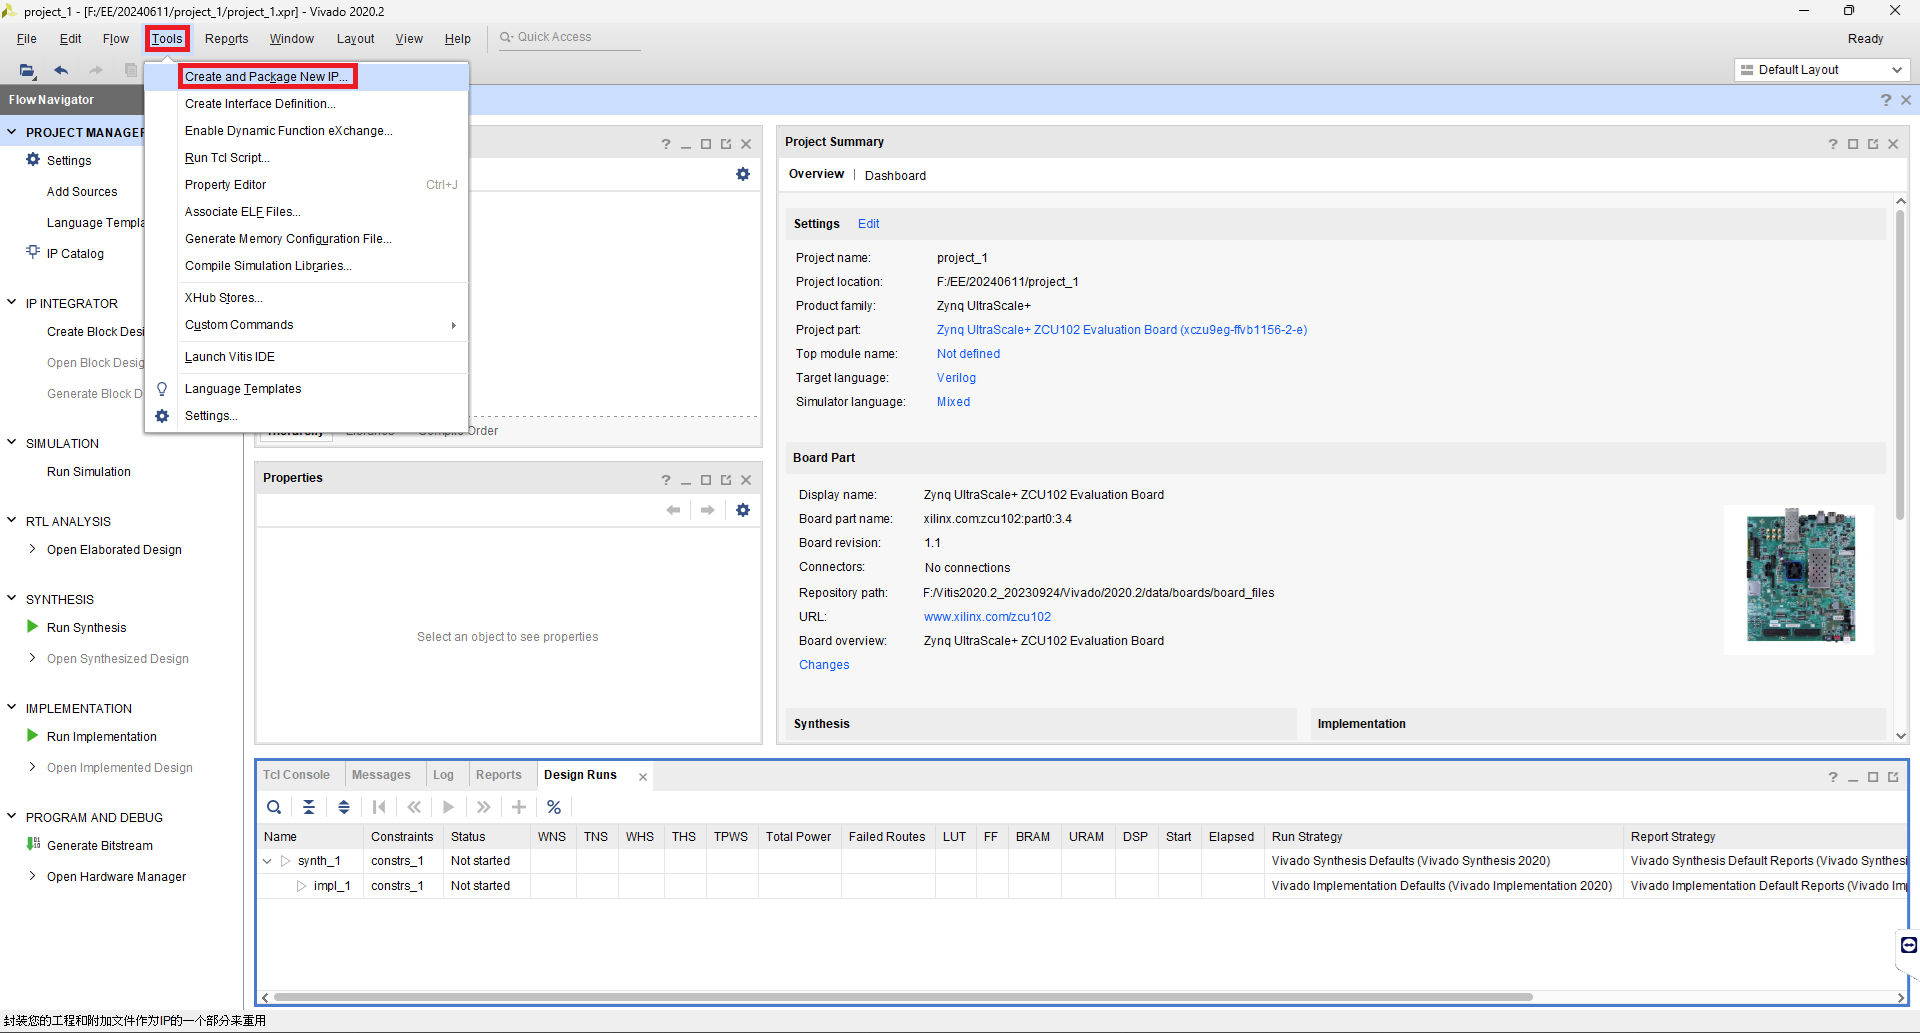 project_1 - [F:/EE/20240611/project_1/project_1.xpr] - Vivado 2020.2
File Edit Flow Tools Reports Window Layout View Help Quick Access Ready
Default Layout
Create and Package New IP...
Create Interface Definition...
Enable Dynamic Function eXchange...
Run Tcl Script...
Property Editor Ctrl+J
Associate ELF Files...
Generate Memory Configuration File...
Compile Simulation Libraries...
XHub Stores...
Custom Commands
Launch Vitis IDE
Language Templates
Settings...
Flow Navigator
PROJECT MANAGER
Settings
Add Sources
Language Templa
IP Catalog
IP INTEGRATOR
Create Block Desi
Open Block Desig
Generate Block D
SIMULATION
Run Simulation
RTL ANALYSIS
Open Elaborated Design
SYNTHESIS
Run Synthesis
Open Synthesized Design
IMPLEMENTATION
Run Implementation
Open Implemented Design
PROGRAM AND DEBUG
Generate Bitstream
Open Hardware Manager
Hierarchy Libraries Compile Order
Properties
Select an object to see properties
Project Summary
Overview | Dashboard
Settings Edit
Project name: project_1
Project location: F:/EE/20240611/project_1
Product family: Zynq UltraScale+
Project part: Zynq UltraScale+ ZCU102 Evaluation Board (xczu9eg-ffvb1156-2-e)
Top module name: Not defined
Target language: Verilog
Simulator language: Mixed
Board Part
Display name: Zynq UltraScale+ ZCU102 Evaluation Board
Board part name: xilinx.com:zcu102:part0:3.4
Board revision: 1.1
Connectors: No connections
Repository path: F:/Vitis2020.2_20230924/Vivado/2020.2/data/boards/board_files
URL: www.xilinx.com/zcu102
Board overview: Zynq UltraScale+ ZCU102 Evaluation Board
Changes
Synthesis Implementation
Tcl Console Messages Log Reports Design Runs
Name Constraints Status WNS TNS WHS THS TPWS Total Power Failed Routes LUT FF BRAM URAM DSP Start Elapsed Run Strategy Report Strategy
synth_1 constrs_1 Not started Vivado Synthesis Defaults (Vivado Synthesis 2020) Vivado Synthesis Default Reports (Vivado Synthesi
impl_1 constrs_1 Not started Vivado Implementation Defaults (Vivado Implementation 2020) Vivado Implementation Default Reports (Vivado Im
封装您的工程和附加文件作为IP的一个部分来重用